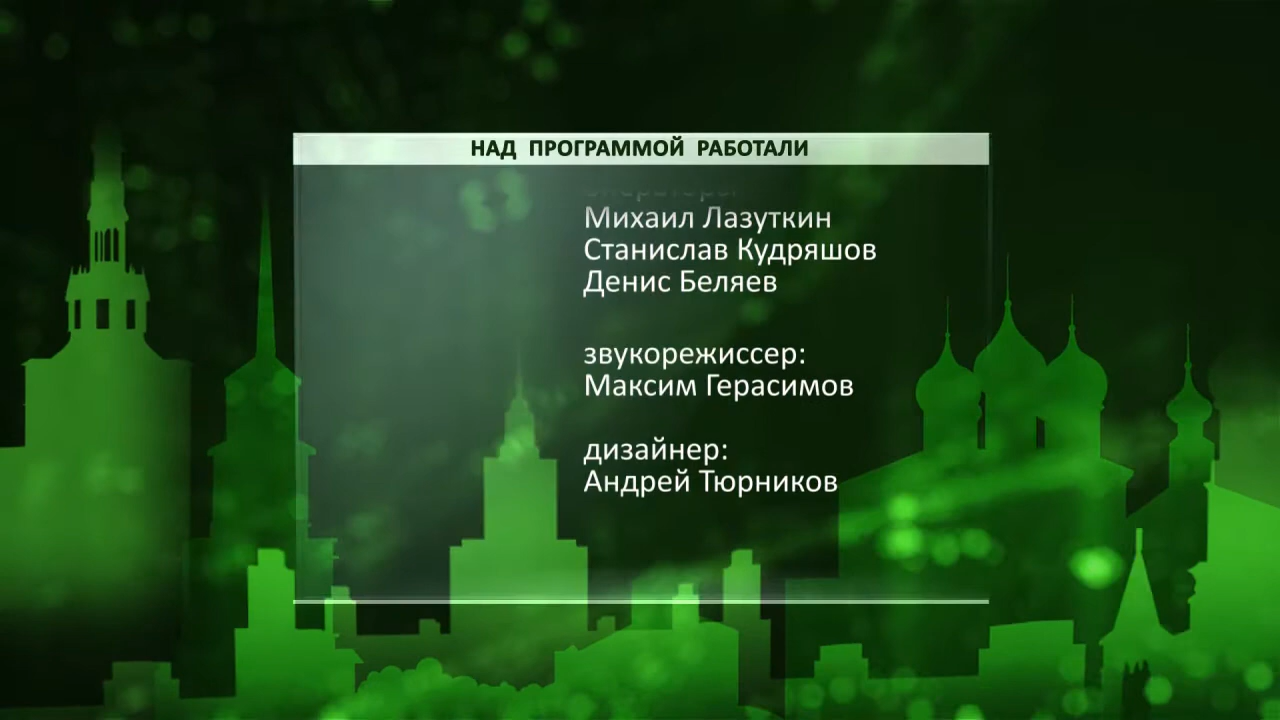 НАД ПРОГРАММОЙ РАБОТАЛИ
Михаил Лазуткин
Станислав Кудряшов
Денис Беляев
звукорежиссер:
Максим Герасимов
дизайнер:
Андрей Тюрников